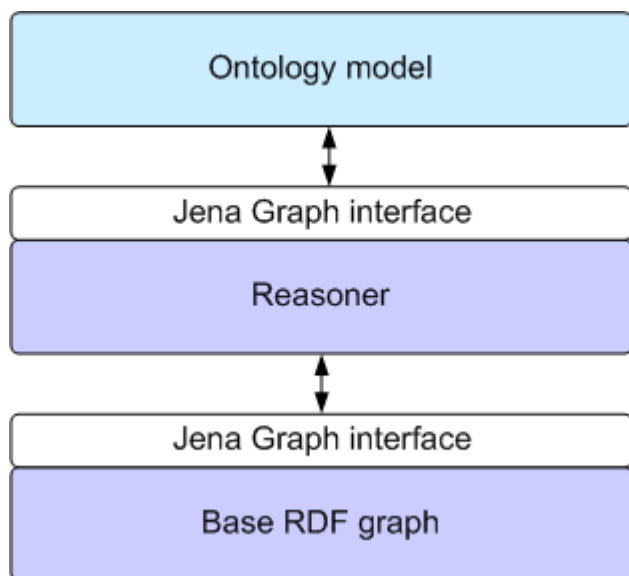 Ontology model
Jena Graph interface
Reasoner
Jena Graph interface
Base RDF graph